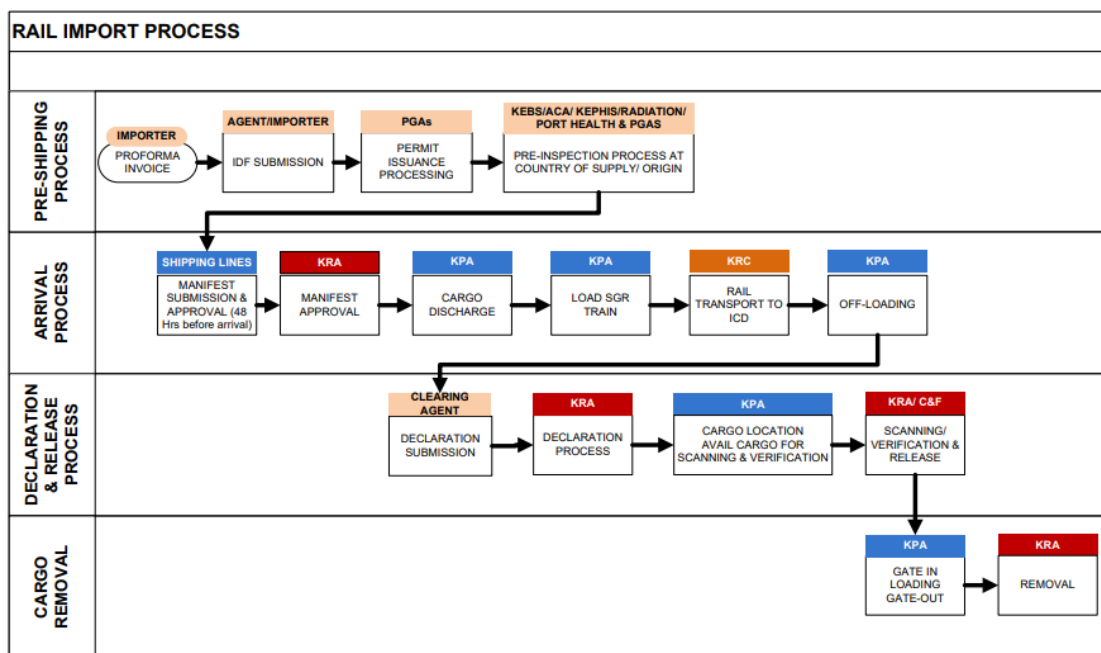 RAIL IMPORT PROCESS
PRE-SHIPPING
PROCESS
IMPORTER
PROFORMA
INVOICE
AGENT/IMPORTER
IDF SUBMISSION
PGAs
PERMIT
ISSUANCE
PROCESSING
KEBS/ACA/ KEPHIS/RADIATION/
PORT HEALTH & PGAS
PRE-INSPECTION PROCESS AT
COUNTRY OF SUPPLY/ ORIGIN
ARRIVAL
PROCESS
SHIPPING LINES
MANIFEST
SUBMISSION &
APPROVAL (48
Hrs before arrival)
KRA
MANIFEST
APPROVAL
KPA
CARGO
DISCHARGE
KPA
LOAD SGR
TRAIN
KRC
RAIL
TRANSPORT TO
ICD
KPA
OFF-LOADING
DECLARATION
& RELEASE
PROCESS
CLEARING
AGENT
DECLARATION
SUBMISSION
KRA
DECLARATION
PROCESS
KPA
CARGO LOCATION
AVAIL CARGO FOR
SCANNING & VERIFICATION
KRA/ C&F
SCANNING/
VERIFICATION &
RELEASE
CARGO
REMOVAL
KPA
GATE IN
LOADING
GATE-OUT
KRA
REMOVAL